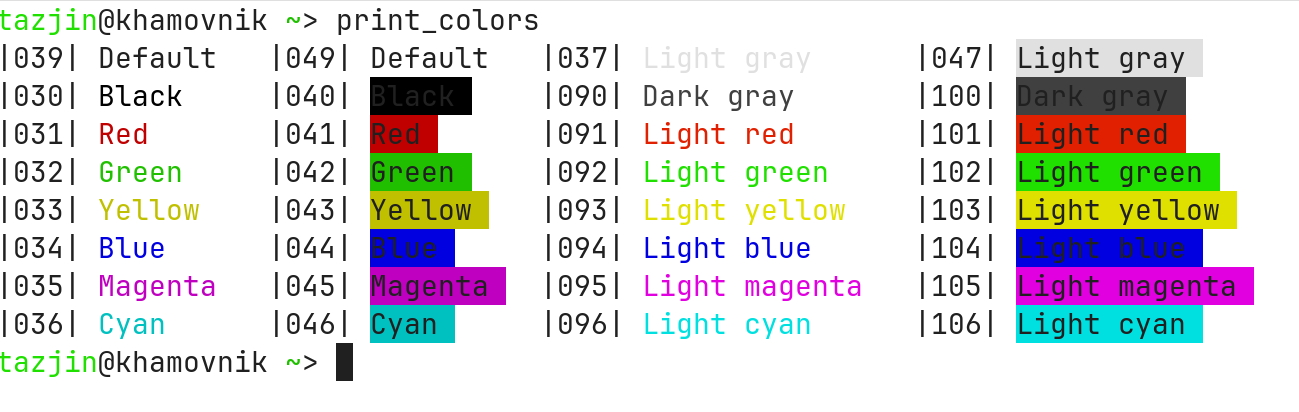 tazjin@khamovnik ~> print_colors
|039| Default |049| Default |037| Light gray |047| Light gray
|030| Black |040| Black |090| Dark gray |100| Dark gray
|031| Red |041| Red |091| Light red |101| Light red
|032| Green |042| Green |092| Light green |102| Light green
|033| Yellow |043| Yellow |093| Light yellow |103| Light yellow
|034| Blue |044| Blue |094| Light blue |104| Light blue
|035| Magenta |045| Magenta |095| Light magenta |105| Light magenta
|036| Cyan |046| Cyan |096| Light cyan |106| Light cyan
tazjin@khamovnik ~>